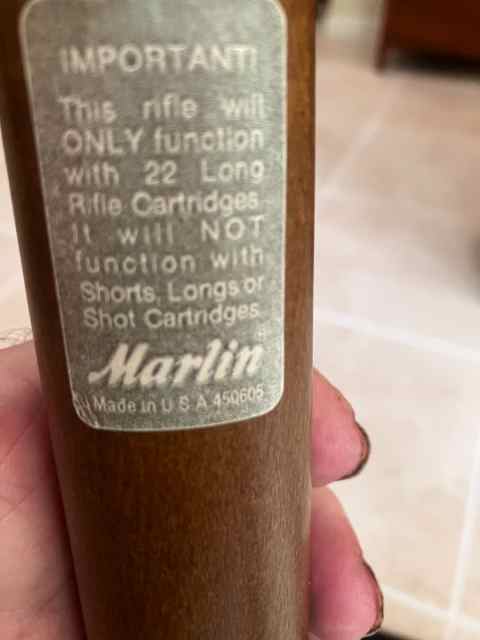 IMPORTANT!
This rifle will
ONLY function
with 22 Long
Rifle Cartridges.
It will NOT
function with
Shorts, Longs or
Shot Cartridges.
Marlin®
Made in U S A 450605